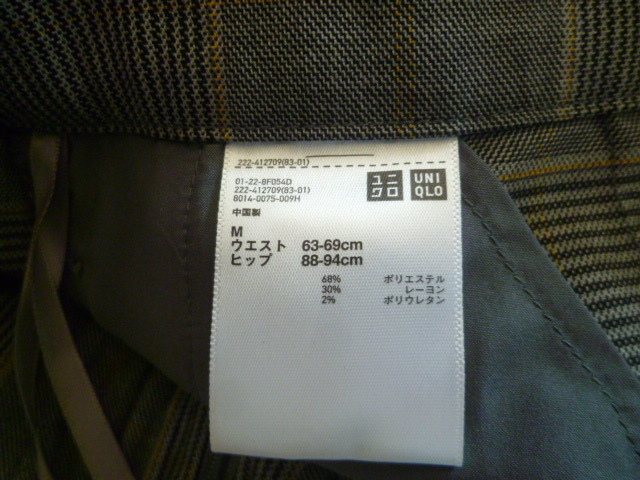 222-412709(83-01)
01-22-8F054D
222-412709(83-01)
8014-0075-009H
中国製
ユニクロ
UNIQLO
M
ウエスト 63-69cm
ヒップ 88-94cm
68% ポリエステル
30% レーヨン
2% ポリウレタン